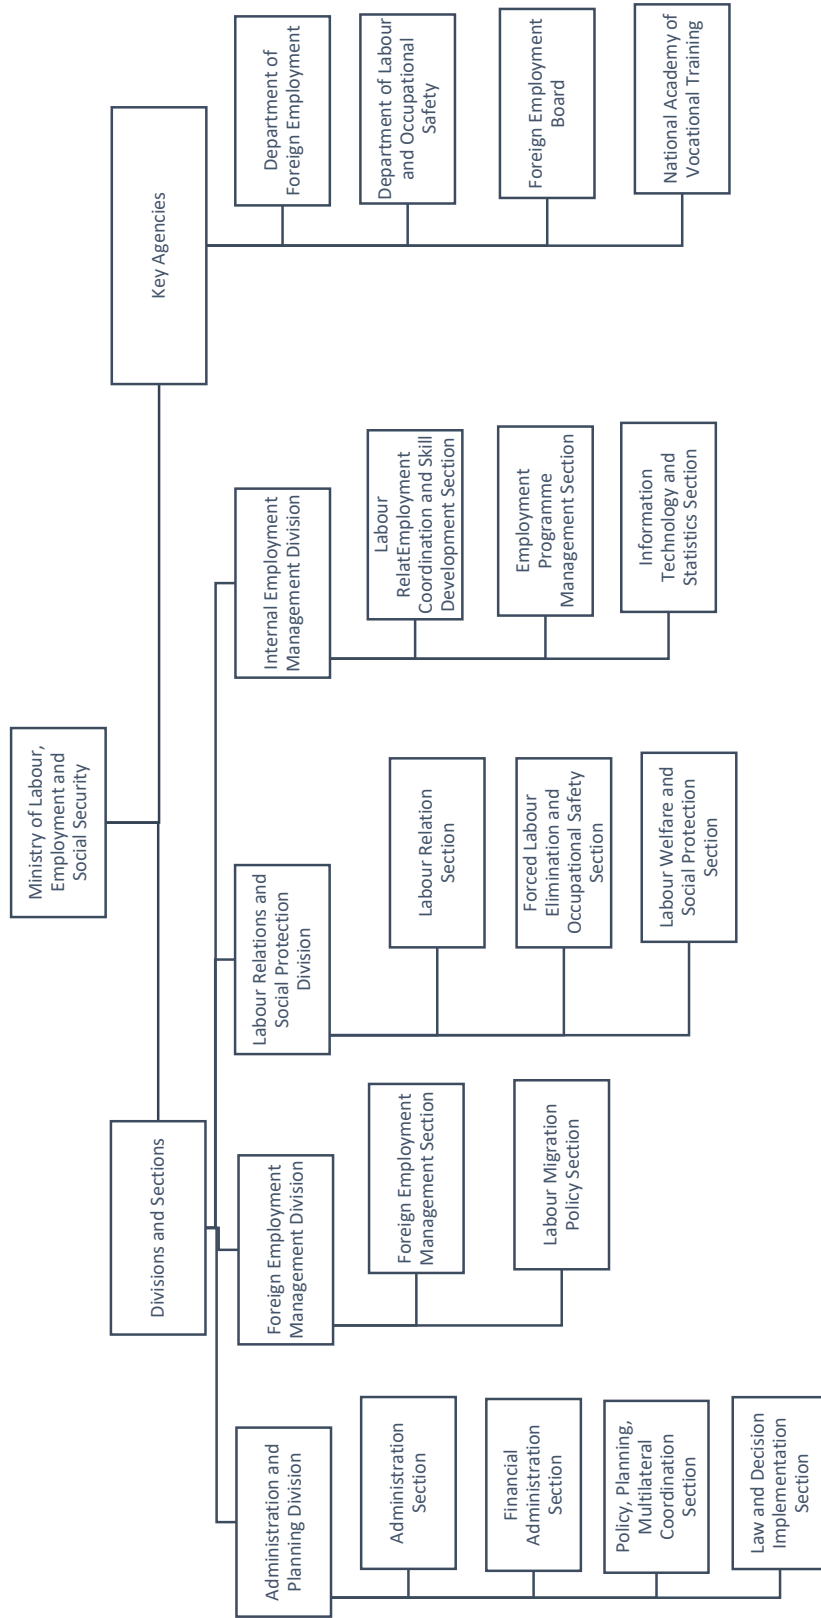 Ministry of Labour,
Employment and
Social Security
Divisions and Sections
Key Agencies
Administration and
Planning Division
Administration
Section
Financial
Administration
Section
Policy, Planning,
Multilateral
Coordination
Section
Law and Decision
Implementation
Section
Foreign Employment
Management Division
Foreign Employment
Management Section
Labour Migration
Policy Section
Labour Relations and
Social Protection
Division
Labour Relation
Section
Forced Labour
Elimination and
Occupational Safety
Section
Labour Welfare and
Social Protection
Section
Internal Employment
Management Division
Labour
RelatEmployment
Coordination and Skill
Development Section
Employment
Programme
Management Section
Information
Technology and
Statistics Section
Department of
Foreign Employment
Department of Labour
and Occupational
Safety
Foreign Employment
Board
National Academy of
Vocational Training